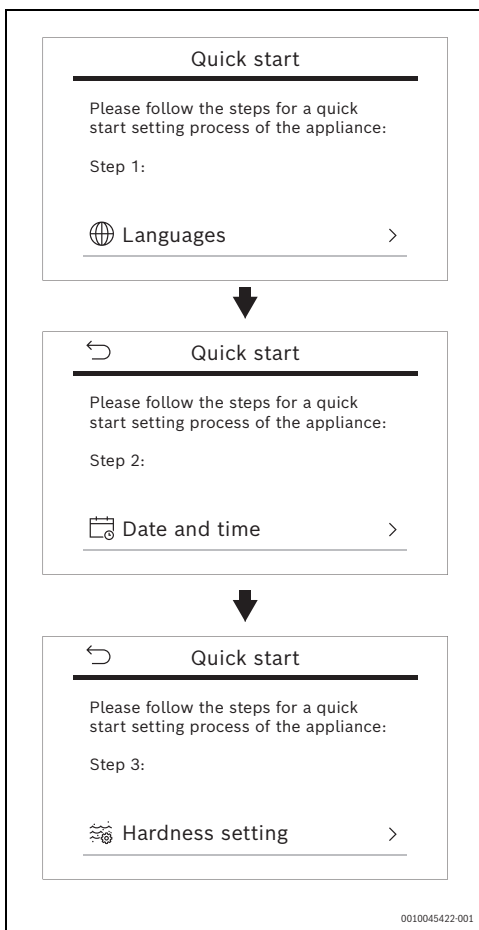 Quick start
Please follow the steps for a quick
start setting process of the appliance:
Step 1:
Languages
Quick start
Please follow the steps for a quick
start setting process of the appliance:
Step 2:
Date and time
Quick start
Please follow the steps for a quick
start setting process of the appliance:
Step 3:
Hardness setting
0010045422-001